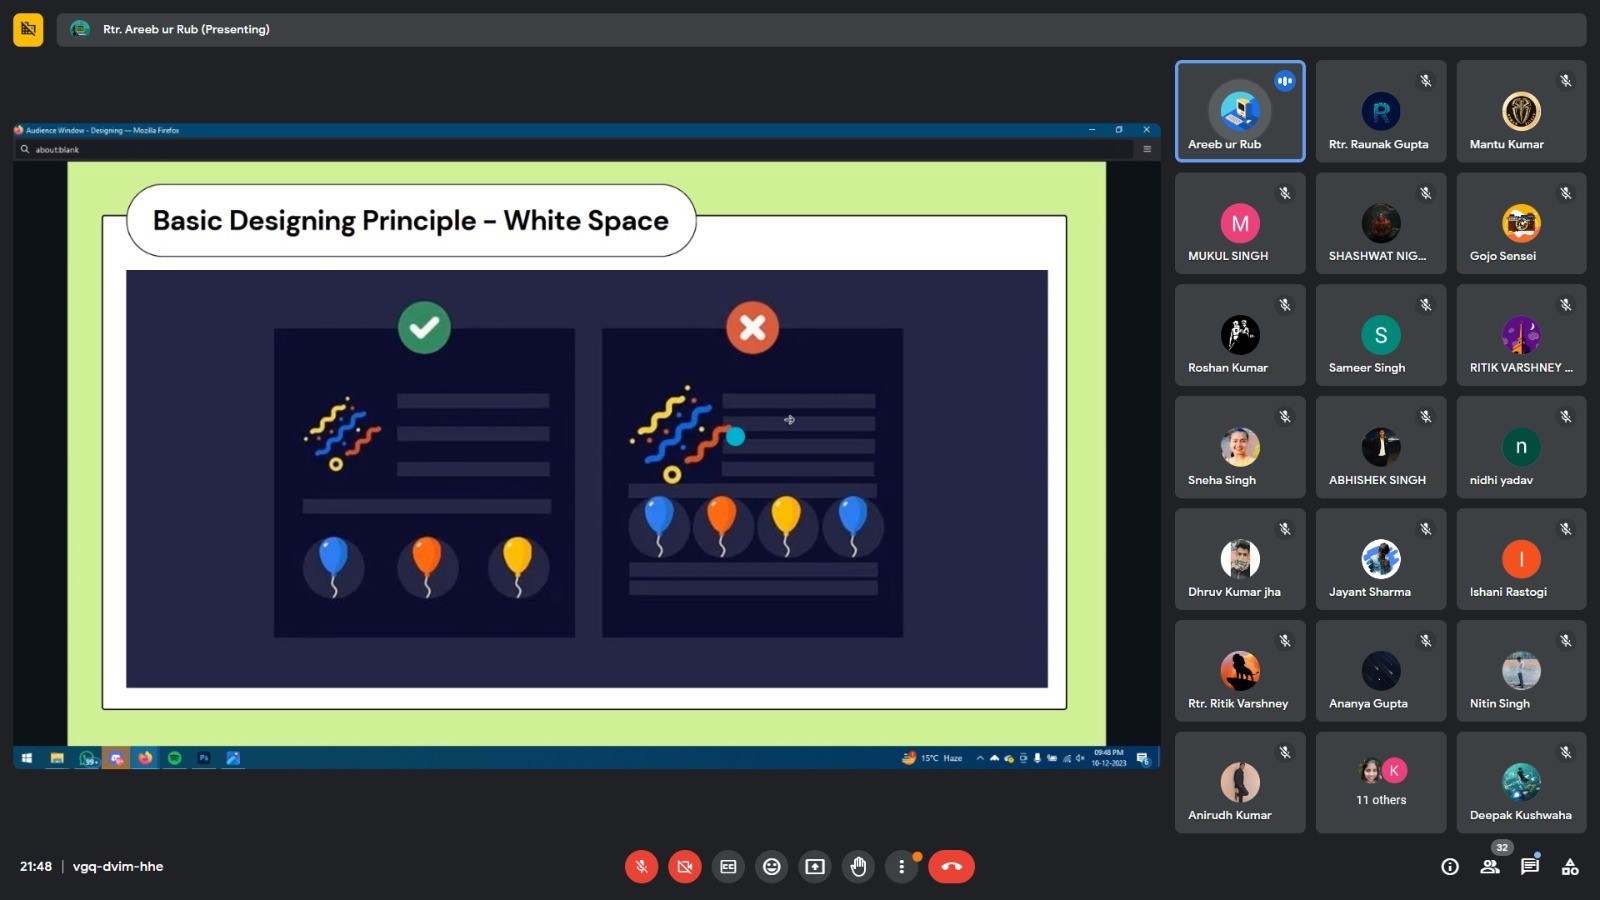 Rtr. Areeb ur Rub (Presenting)
Audience Window - Designing — Mozilla Firefox
about:blank
Basic Designing Principle - White Space
99+
Ps
15°C Haze
09:48 PM
10-12-2023
Areeb ur Rub
R
Rtr. Raunak Gupta
Mantu Kumar
M
MUKUL SINGH
SHASHWAT NIG...
Gojo Sensei
Roshan Kumar
S
Sameer Singh
RITIK VARSHNEY ...
Sneha Singh
ABHISHEK SINGH
n
nidhi yadav
Dhruv Kumar jha
Jayant Sharma
I
Ishani Rastogi
Rtr. Ritik Varshney
Ananya Gupta
Nitin Singh
Anirudh Kumar
K
11 others
Deepak Kushwaha
21:48 | vgq-dvim-hhe
32